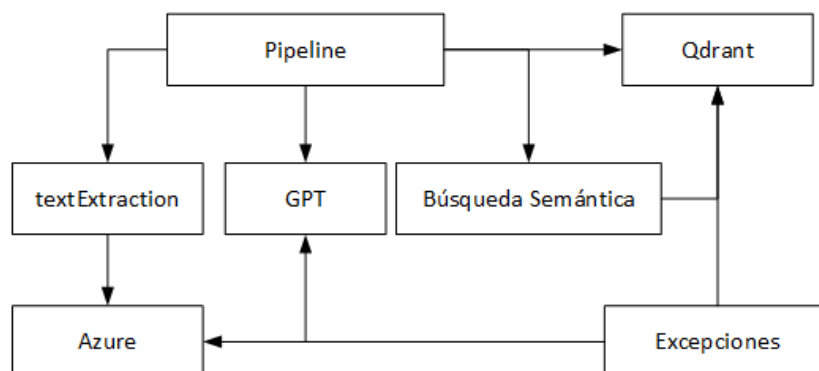 Pipeline
Qdrant
textExtraction
GPT
Búsqueda Semántica
Azure
Excepciones